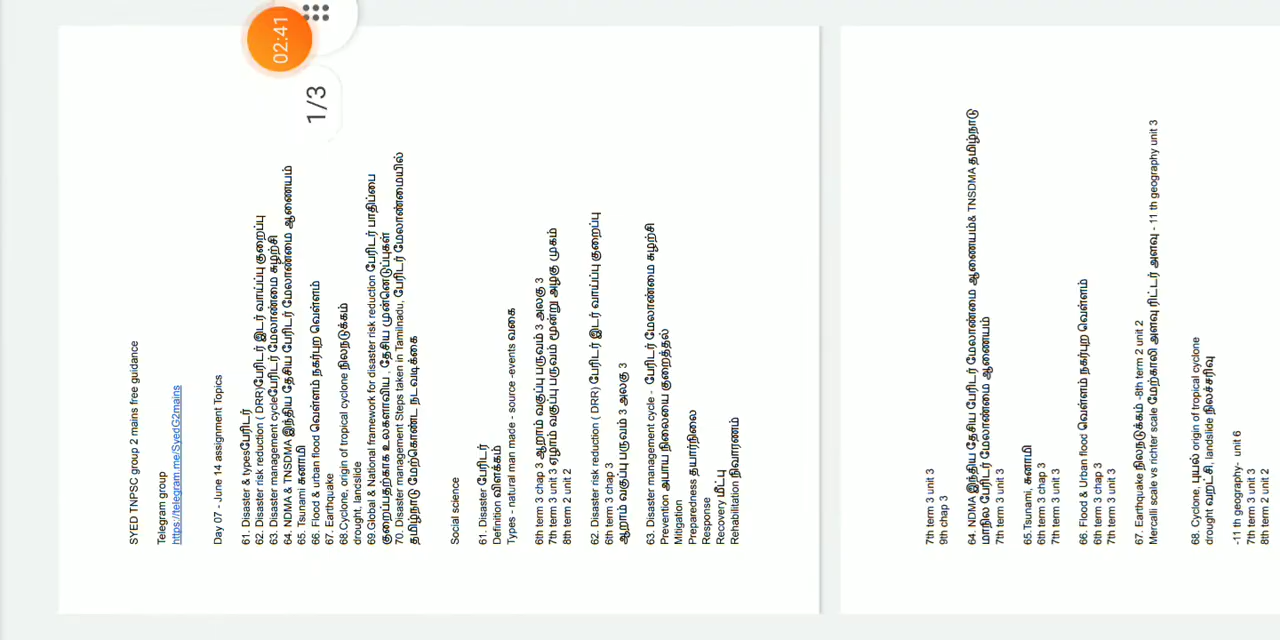 02:41
1/3
SYED TNPSC group 2 mains free guidance
Telegram group
https://telegram.me/SyedG2mains
Day 07 - June 14 assignment Topics
61. Disaster & typesபேரிடர்
62. Disaster risk reduction ( DRR)பேரிடர் இடர் வாய்ப்பு குறைப்பு
63. Disaster management cycleபேரிடர் மேலாண்மை சுழற்சி
64. NDMA & TNSDMA இந்திய தேசிய பேரிடர் மேலாண்மை ஆணையம்
65. Tsunami சுனாமி
66. Flood & urban flood வெள்ளம் நகர்புற வெள்ளம்
67. Earthquake
68.Cyclone, origin of tropical cyclone நிலநடுக்கம்
drought, landslide
69.Global & National framework for disaster risk reduction பேரிடர் பாதிப்பை
குறைப்பதற்காக உலகளாவிய , தேசிய முன்னெடுப்புகள்
70. Disaster management Steps taken in Tamilnadu, பேரிடர் மேலாண்மையில்
தமிழ்நாடு மேற்கொண்ட நடவடிக்கை
Social science
61. Disaster பேரிடர்
Definition விளக்கம்
Types - natural man made - source -events வகை
6th term 3 chap 3 ஆறாம் வகுப்பு பருவம் 3 அலகு 3
7th term 3 unit 3 ஏழாம் வகுப்பு பருவம் மூன்று அழகு முகம்
8th term 2 unit 2
62. Disaster risk reduction ( DRR) பேரிடர் இடர் வாய்ப்பு குறைப்பு
6th term 3 chap 3
ஆறாம் வகுப்பு பருவம் 3 அலகு 3
63. Disaster management cycle - பேரிடர் மேலாண்மை சுழற்சி
Prevention அபாய நிலையை குறைத்தல்
Mitigation
Preparedness தயார்நிலை
Response
Recovery மீட்பு
Rehabilitation நிவாரணம்
7th term 3 unit 3
9th chap 3
64. NDMA இந்திய தேசிய பேரிடர் மேலாண்மை ஆணையம்& TNSDMA தமிழ்நாடு
மாநில பேரிடர் மேலாண்மை ஆணையம்
7th term 3 unit 3
65.Tsunami, சுனாமி
6th term 3 chap 3
7th term 3 unit 3
66. Flood & Urban flood வெள்ளம் நகர்புற வெள்ளம்
6th term 3 chap 3
7th term 3 unit 3
67. Earthquake நிலநடுக்கம் -8th term 2 unit 2
Mercalli scale vs richter scale மேற்காலி அளவு ரிட்டர் அளவு - 11 th geography unit 3
68. Cyclone, புயல் origin of tropical cyclone
drought வறட்சி, landslide நிலச்சரிவு
-11 th geography- unit 6
7th term 3 unit 3
8th term 2 unit 2